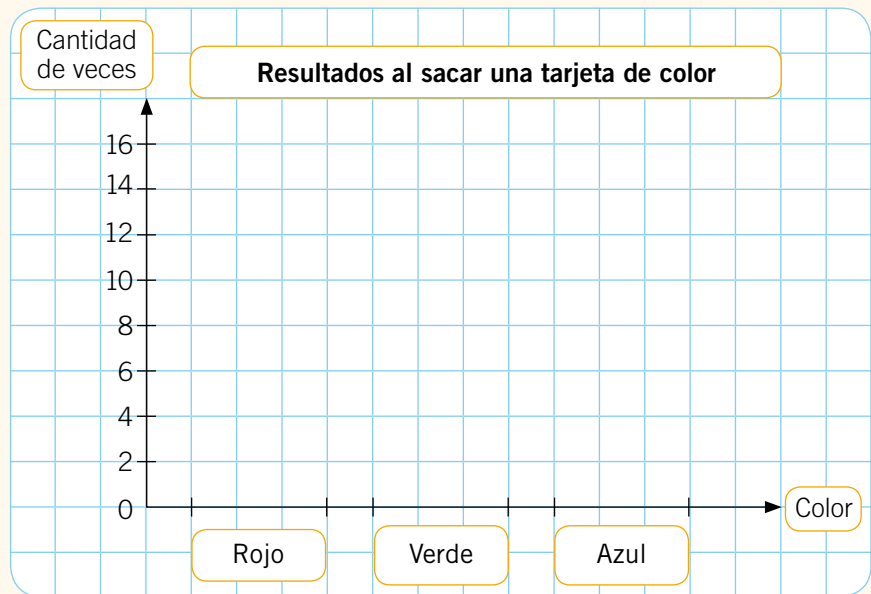 Cantidad
de veces
Resultados al sacar una tarjeta de color
16
14
12
10
8
6
4
2
0
Color
Rojo
Verde
Azul